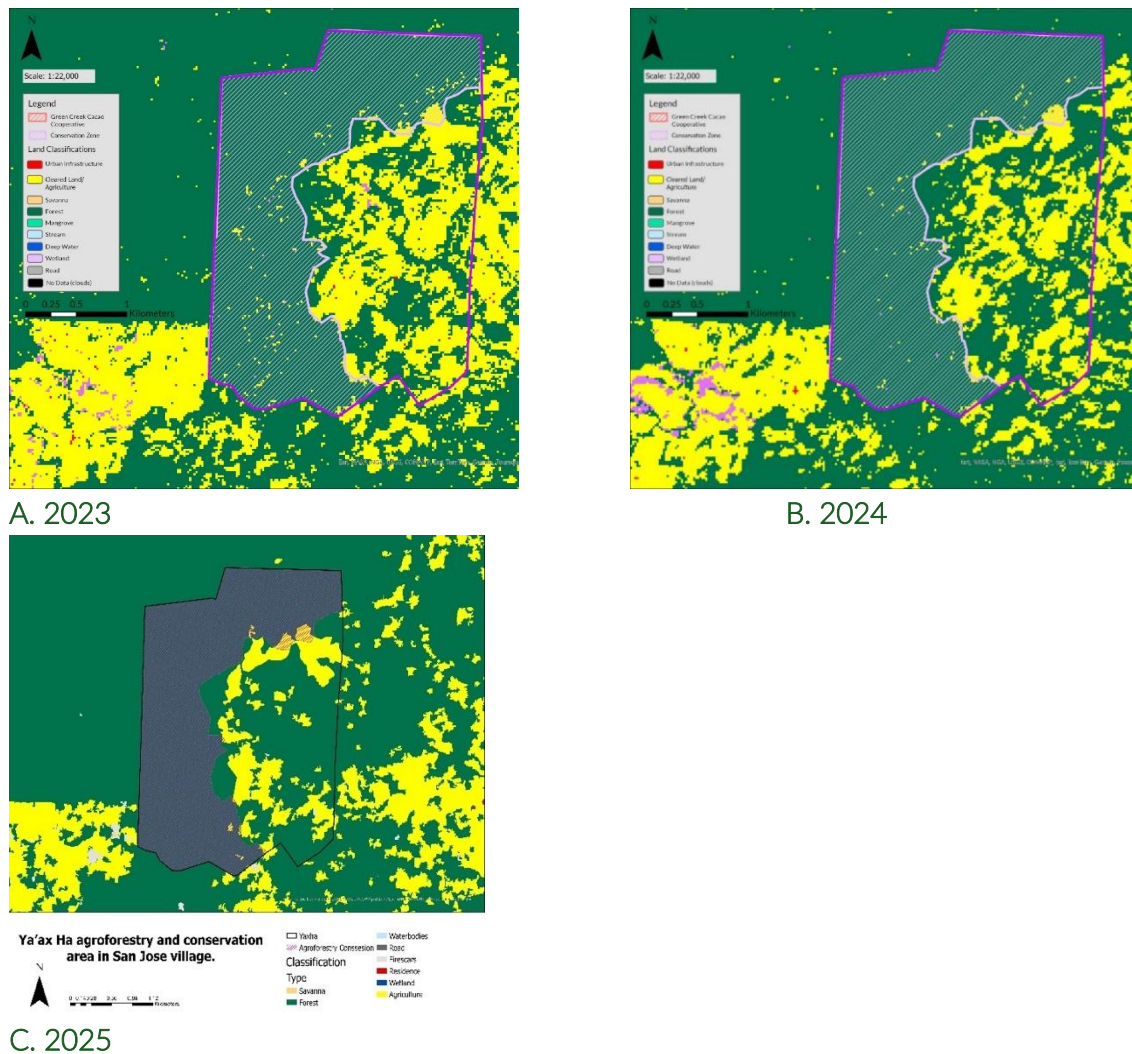 N
Scale: 1:22,000
Legend
Green Creek Cacao
Cooperative
Conservation Zone
Land Classifications
Urban Infrastructure
Cleared Land/
Agriculture
Savanna
Forest
Mangrove
Stream
Deep Water
Wetland
Road
No Data (clouds)
0 0.25 0.5 1
Kilometers
A. 2023
N
Scale: 1:22,000
Legend
Green Creek Cacao
Cooperative
Conservation Zone
Land Classifications
Urban Infrastructure
Cleared Land/
Agriculture
Savanna
Forest
Mangrove
Stream
Deep Water
Wetland
Road
No Data (clouds)
0 0.25 0.5 1
Kilometers
B. 2024
Ya'ax Ha agroforestry and conservation
area in San Jose village.
N
Kilometers
Yaxha
Agroforestry Conssesion
Classification
Type
Savanna
Forest
Waterbodies
Road
Firescars
Residence
Wetland
Agriculture
C. 2025